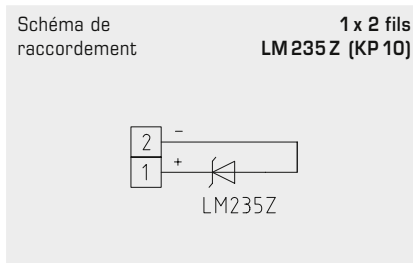 Schéma de
raccordement
1 x 2 fils
LM 235 Z (KP 10)
2 −
1 +
LM235Z